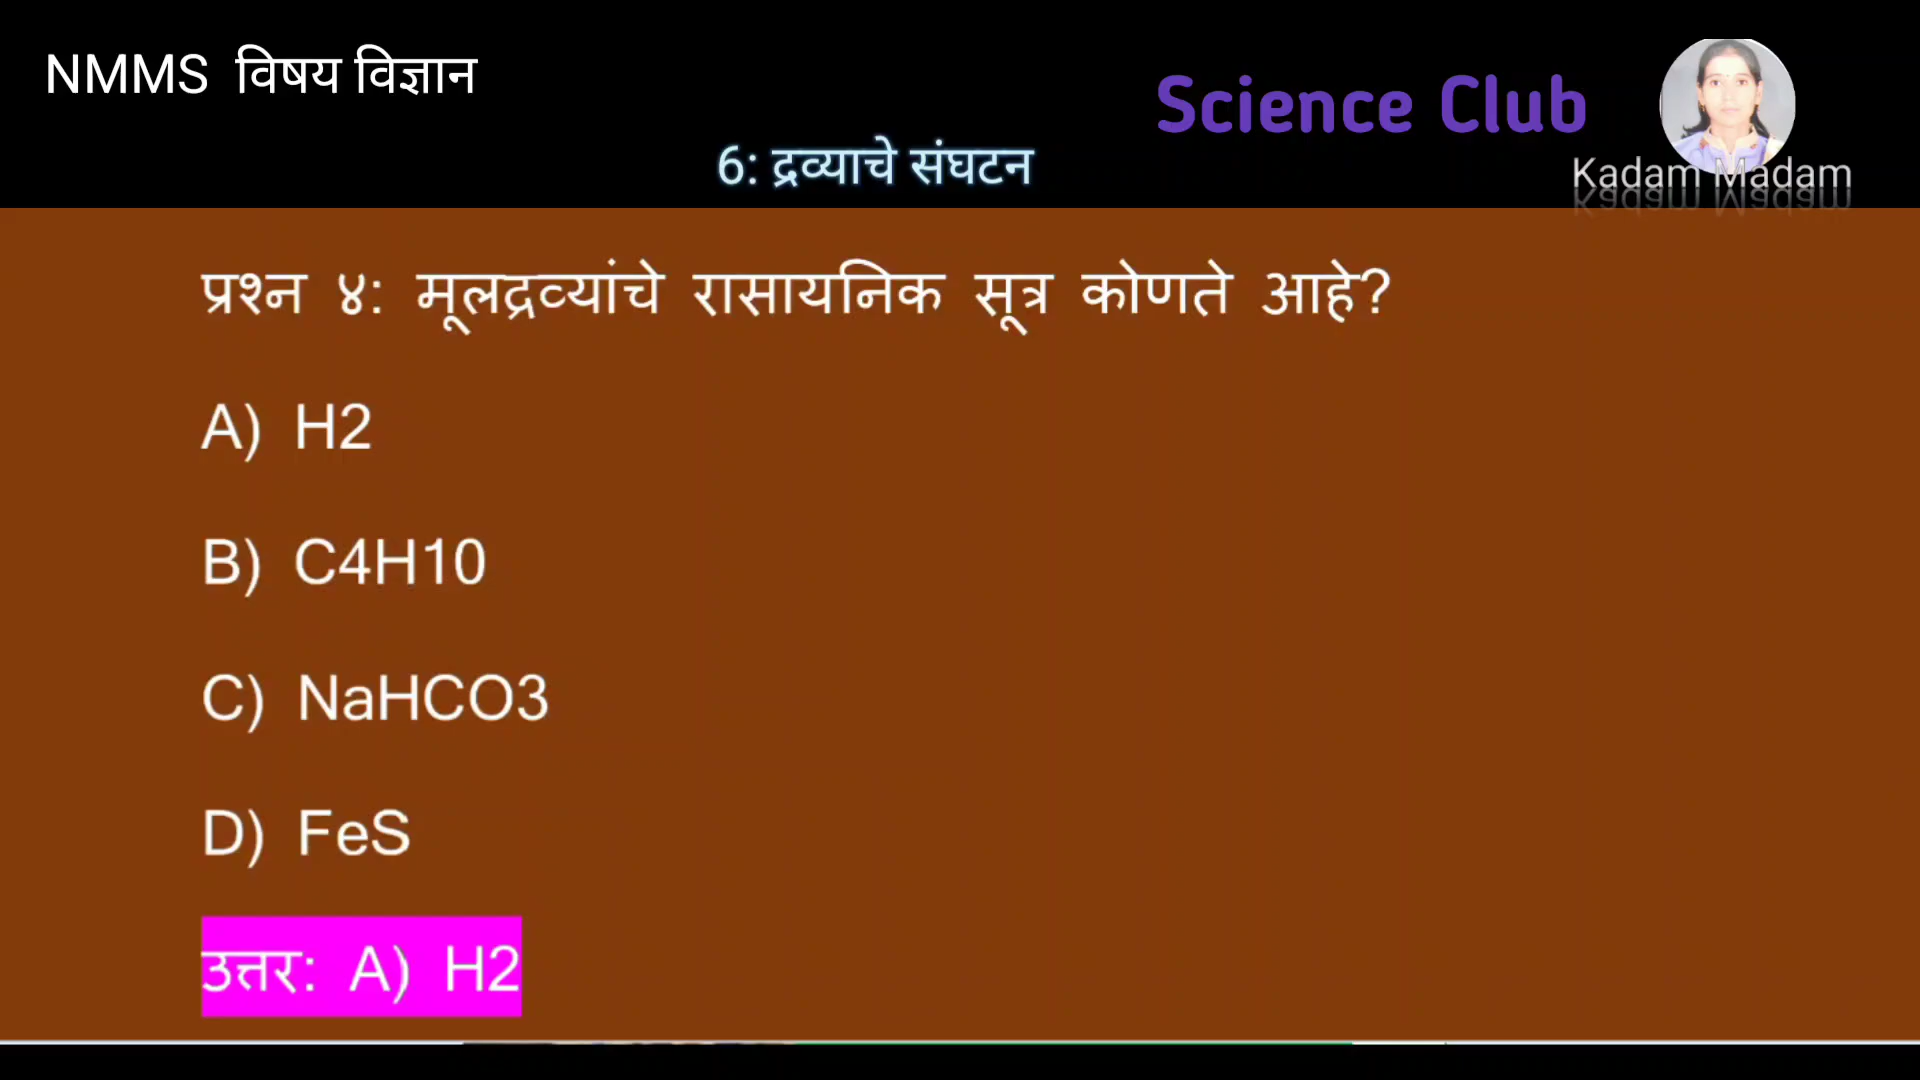 NMMS विषय विज्ञान
Science Club
6: द्रव्याचे संघटन
Kadam Madam
प्रश्न ४: मूलद्रव्यांचे रासायनिक सूत्र कोणते आहे?
A) H2
B) C4H10
C) NaHCO3
D) FeS
उत्तर: A) H2